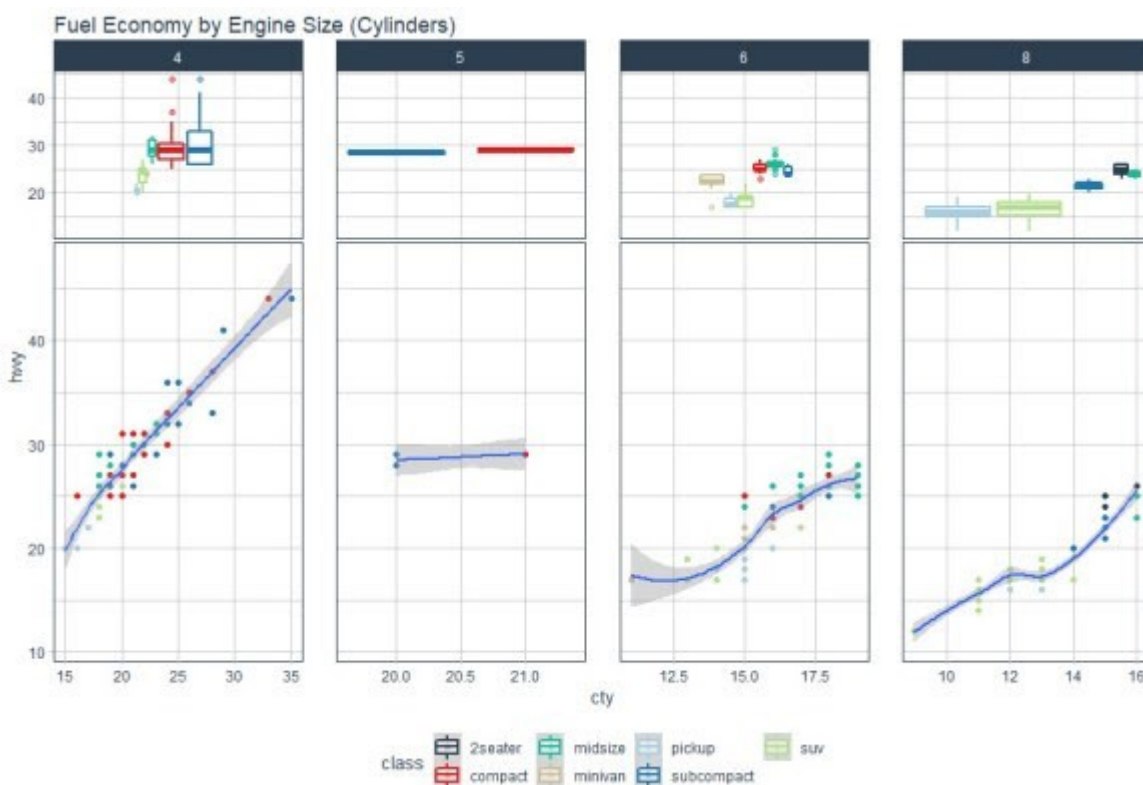 Fuel Economy by Engine Size (Cylinders)
4 5 6 8
40
30
20
hwy
40
30
20
10
15 20 25 30 35 20.0 20.5 21.0 12.5 15.0 17.5 10 12 14 16
cty
class 2seater midsize pickup suv
compact minivan subcompact